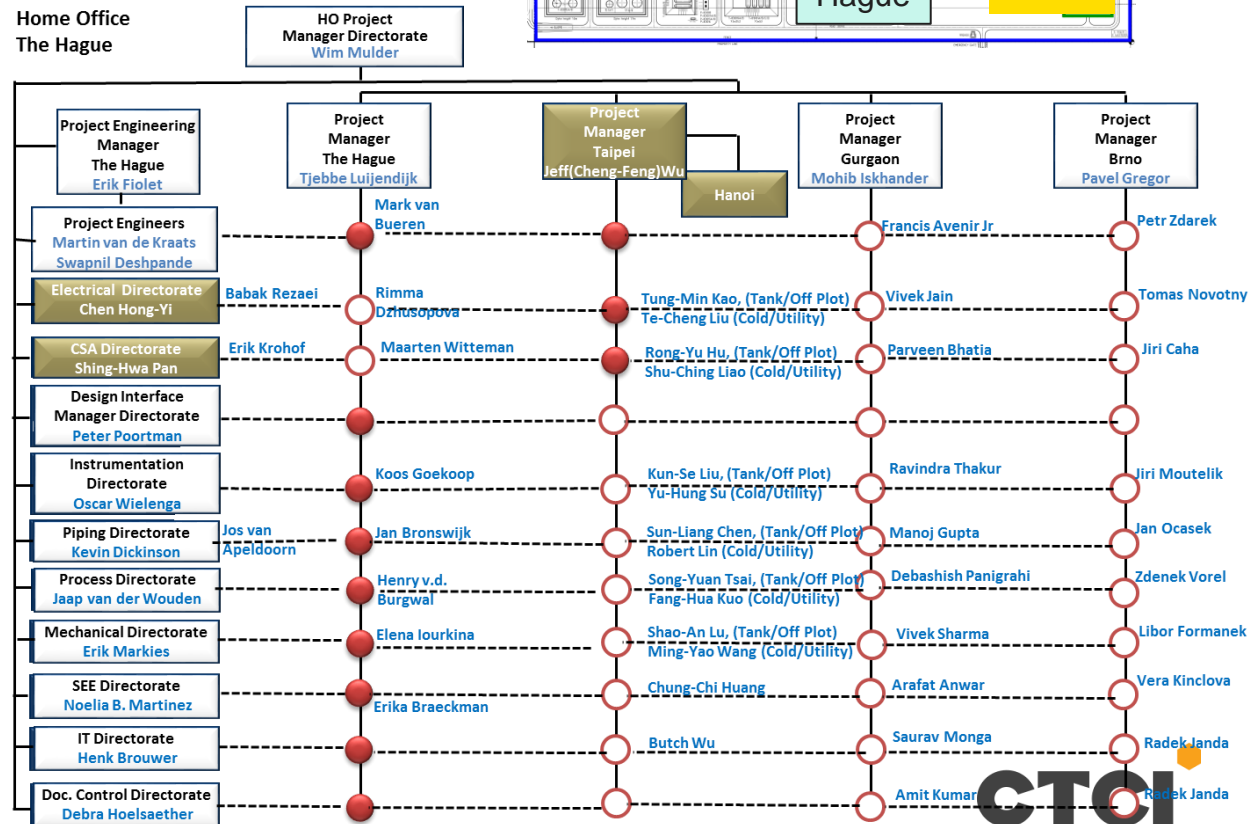 Home Office
The Hague
Hague
HO Project
Manager Directorate
Wim Mulder
Project Engineering
Manager
The Hague
Erik Fiolet
Project
Manager
The Hague
Tjebbe Luijendijk
Project
Manager
Taipei
Jeff(Cheng-Feng)Wu
Hanoi
Project
Manager
Gurgaon
Mohib Iskhander
Project
Manager
Brno
Pavel Gregor
Project Engineers
Martin van de Kraats
Swapnil Deshpande
Mark van
Bueren
Francis Avenir Jr
Petr Zdarek
Electrical Directorate
Chen Hong-Yi
Babak Rezaei
Rimma
Dzhusopova
Tung-Min Kao, (Tank/Off Plot)
Te-Cheng Liu (Cold/Utility)
Vivek Jain
Tomas Novotny
CSA Directorate
Shing-Hwa Pan
Erik Krohof
Maarten Witteman
Rong-Yu Hu, (Tank/Off Plot)
Shu-Ching Liao (Cold/Utility)
Parveen Bhatia
Jiri Caha
Design Interface
Manager Directorate
Peter Poortman
Instrumentation
Directorate
Oscar Wielenga
Koos Goekoop
Kun-Se Liu, (Tank/Off Plot)
Yu-Hung Su (Cold/Utility)
Ravindra Thakur
Jiri Moutelik
Piping Directorate
Kevin Dickinson
Jos van
Apeldoorn
Jan Bronswijk
Sun-Liang Chen, (Tank/Off Plot)
Robert Lin (Cold/Utility)
Manoj Gupta
Jan Ocasek
Process Directorate
Jaap van der Wouden
Henry v.d.
Burgwal
Song-Yuan Tsai, (Tank/Off Plot)
Fang-Hua Kuo (Cold/Utility)
Debashish Panigrahi
Zdenek Vorel
Mechanical Directorate
Erik Markies
Elena Iourkina
Shao-An Lu, (Tank/Off Plot)
Ming-Yao Wang (Cold/Utility)
Vivek Sharma
Libor Formanek
SEE Directorate
Noelia B. Martinez
Erika Braeckman
Chung-Chi Huang
Arafat Anwar
Vera Kinclova
IT Directorate
Henk Brouwer
Butch Wu
Saurav Monga
Radek Janda
Doc. Control Directorate
Debra Hoelsaether
Amit Kumar
Radek Janda
CTCI